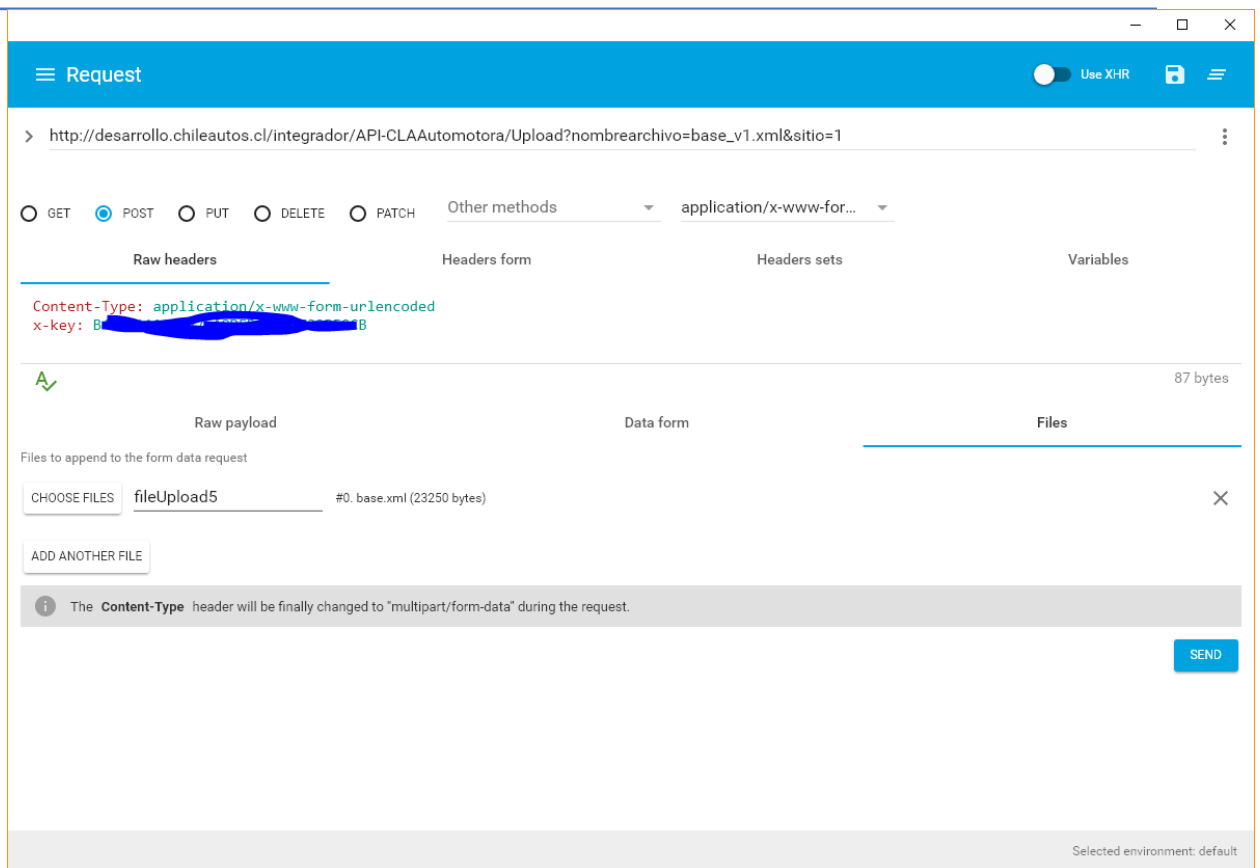 Request
Use XHR
http://desarrollo.chileautos.cl/integrador/API-CLAAutomotora/Upload?nombrearchivo=base_v1.xml&sitio=1
GET POST PUT DELETE PATCH Other methods application/x-www-for...
Raw headers Headers form Headers sets Variables
Content-Type: application/x-www-form-urlencoded
x-key:
87 bytes
Raw payload Data form Files
Files to append to the form data request
CHOOSE FILES fileUpload5 #0. base.xml (23250 bytes)
ADD ANOTHER FILE
The Content-Type header will be finally changed to "multipart/form-data" during the request.
SEND
Selected environment: default